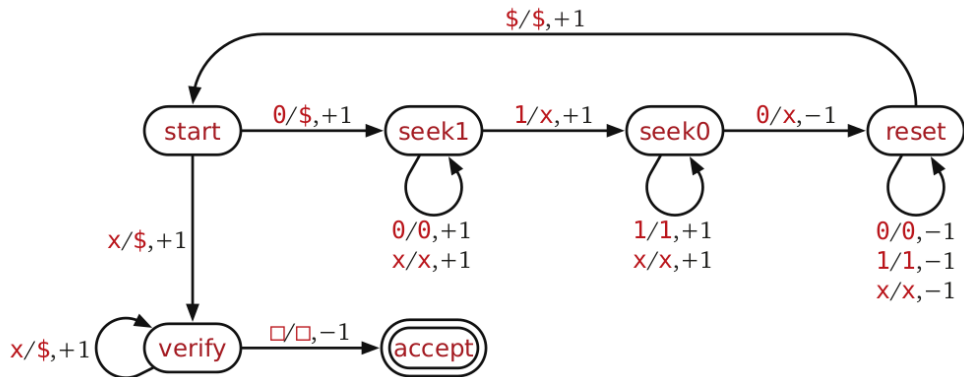 $/$,+1
start
0/$,+1
seek1
1/x,+1
seek0
0/x,−1
reset
0/0,+1
x/x,+1
1/1,+1
x/x,+1
0/0,−1
1/1,−1
x/x,−1
x/$,+1
x/$,+1
verify
□/□,−1
accept